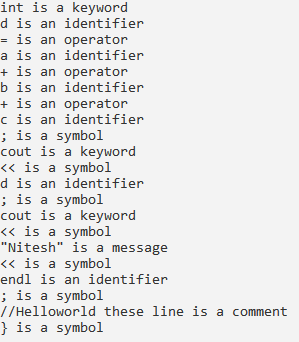 int is a keyword
d is an identifier
= is an operator
a is an identifier
+ is an operator
b is an identifier
+ is an operator
c is an identifier
; is a symbol
cout is a keyword
<< is a symbol
d is an identifier
; is a symbol
cout is a keyword
<< is a symbol
"Nitesh" is a message
<< is a symbol
endl is an identifier
; is a symbol
//Helloworld these line is a comment
} is a symbol